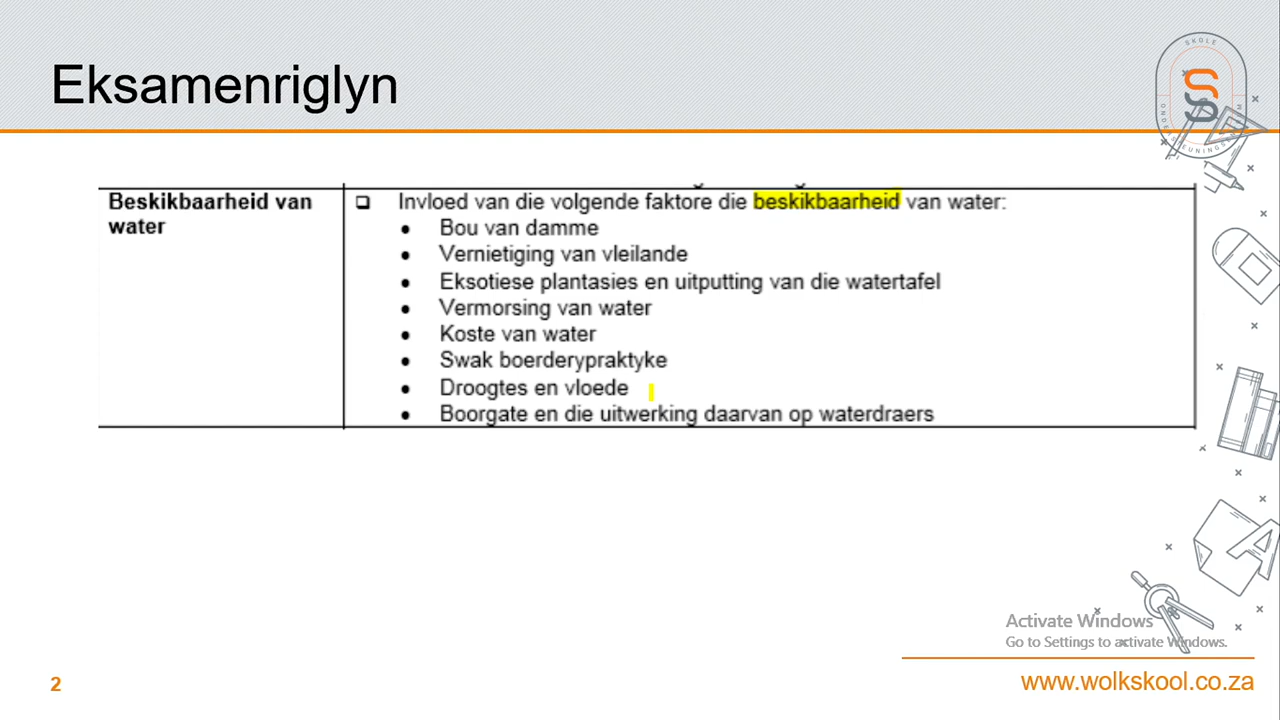 Eksamenriglyn
SKOLE
Beskikbaarheid van
water
Invloed van die volgende faktore die beskikbaarheid van water:
Bou van damme
Vernietiging van vleilande
Eksotiese plantasies en uitputting van die watertafel
Vermorsing van water
Koste van water
Swak boerderypraktyke
Droogtes en vloede
Boorgate en die uitwerking daarvan op waterdraers
Activate Windows
Go to Settings to activate Windows.
2
www.wolkskool.co.za